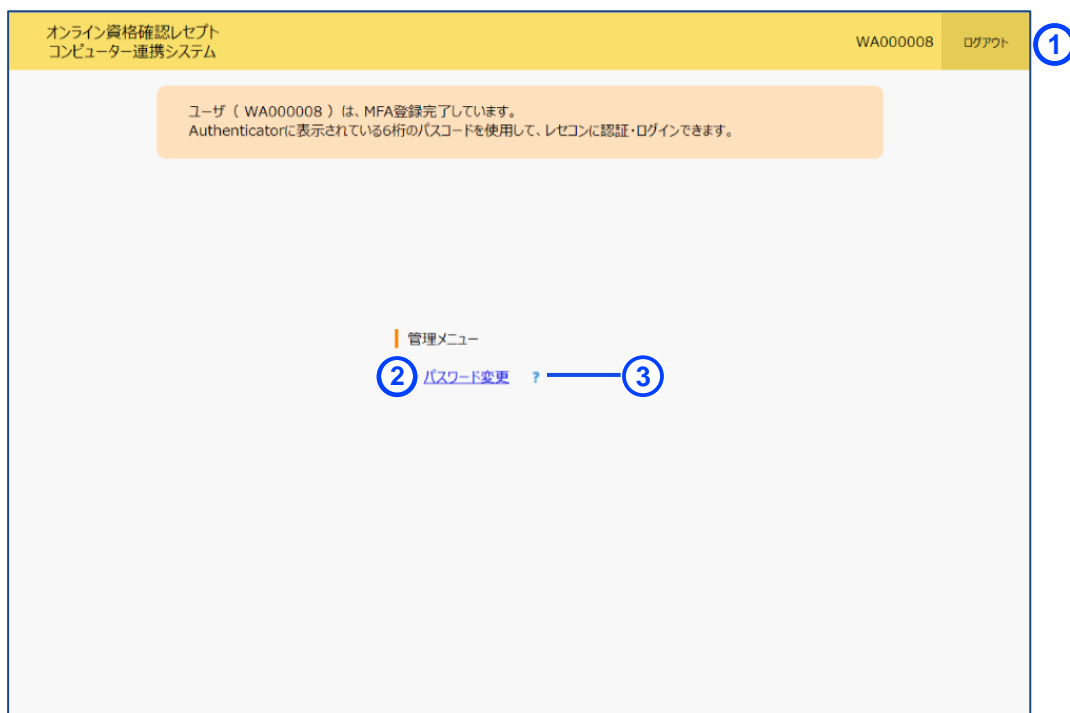 オンライン資格確認レセプト
コンピューター連携システム
WA000008 ログアウト
1
ユーザ ( WA000008 ) は、MFA登録完了しています。
Authenticatorに表示されている6桁のパスコードを使用して、レセコンに認証・ログインできます。
管理メニュー
2 パスワード変更 ? 3